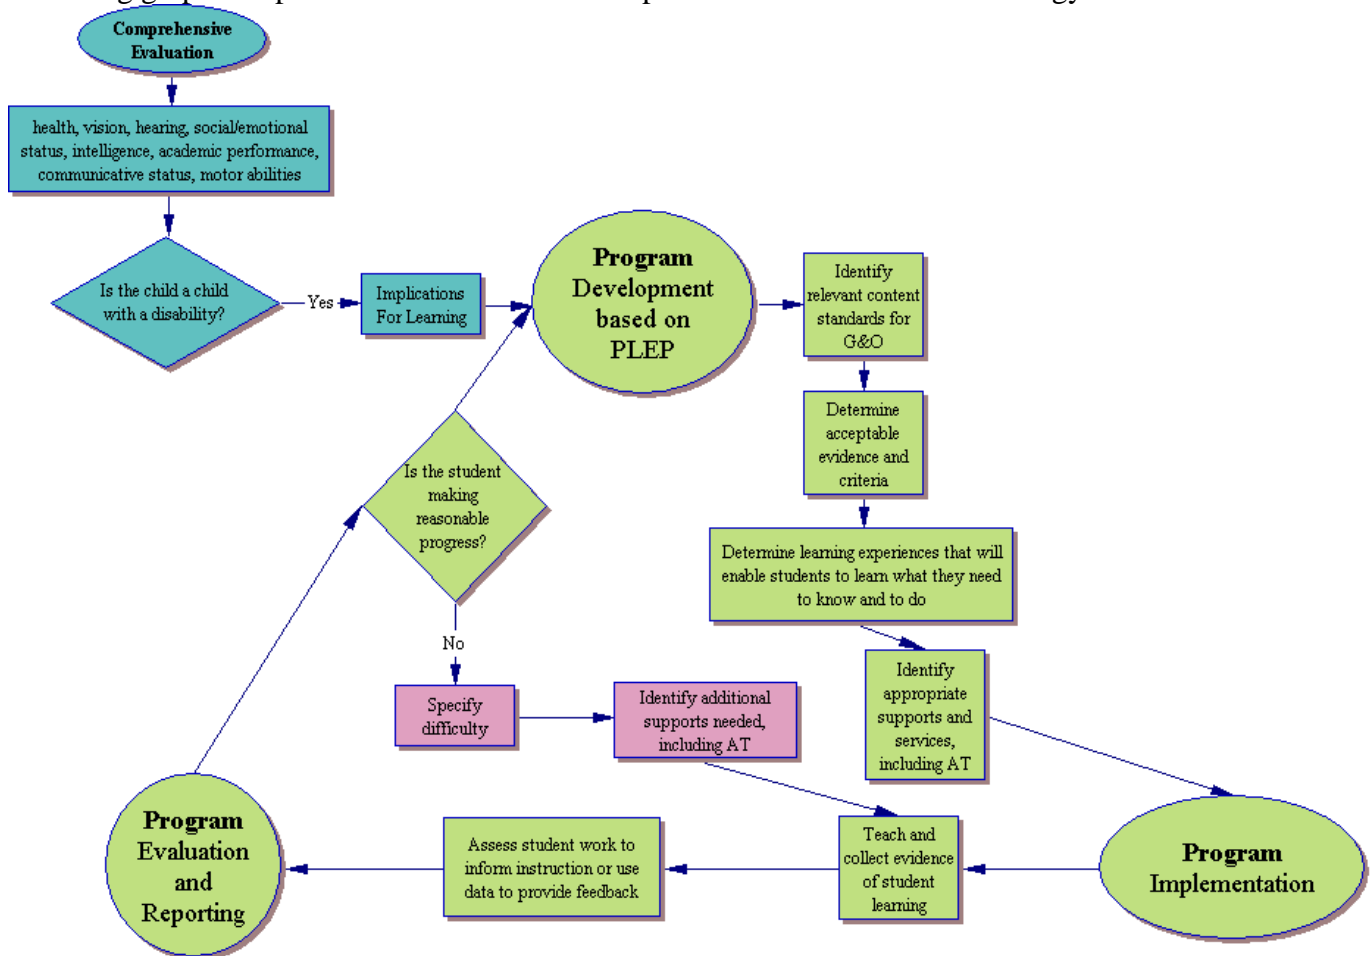 Comprehensive
Evaluation
health, vision, hearing, social/emotional
status, intelligence, academic performance,
communicative status, motor abilities
Is the child a child
with a disability?
Yes
Implications
For Learning
Program
Development
based on
PLEP
Identify
relevant content
standards for
G&O
Determine
acceptable
evidence and
criteria
Determine learning experiences that will
enable students to learn what they need
to know and to do
Identify
appropriate
supports and
services,
including AT
Program
Implementation
Teach and
collect evidence
of student
learning
Assess student work to
inform instruction or use
data to provide feedback
Program
Evaluation
and
Reporting
Is the student
making
reasonable
progress?
No
Specify
difficulty
Identify additional
supports needed,
including AT